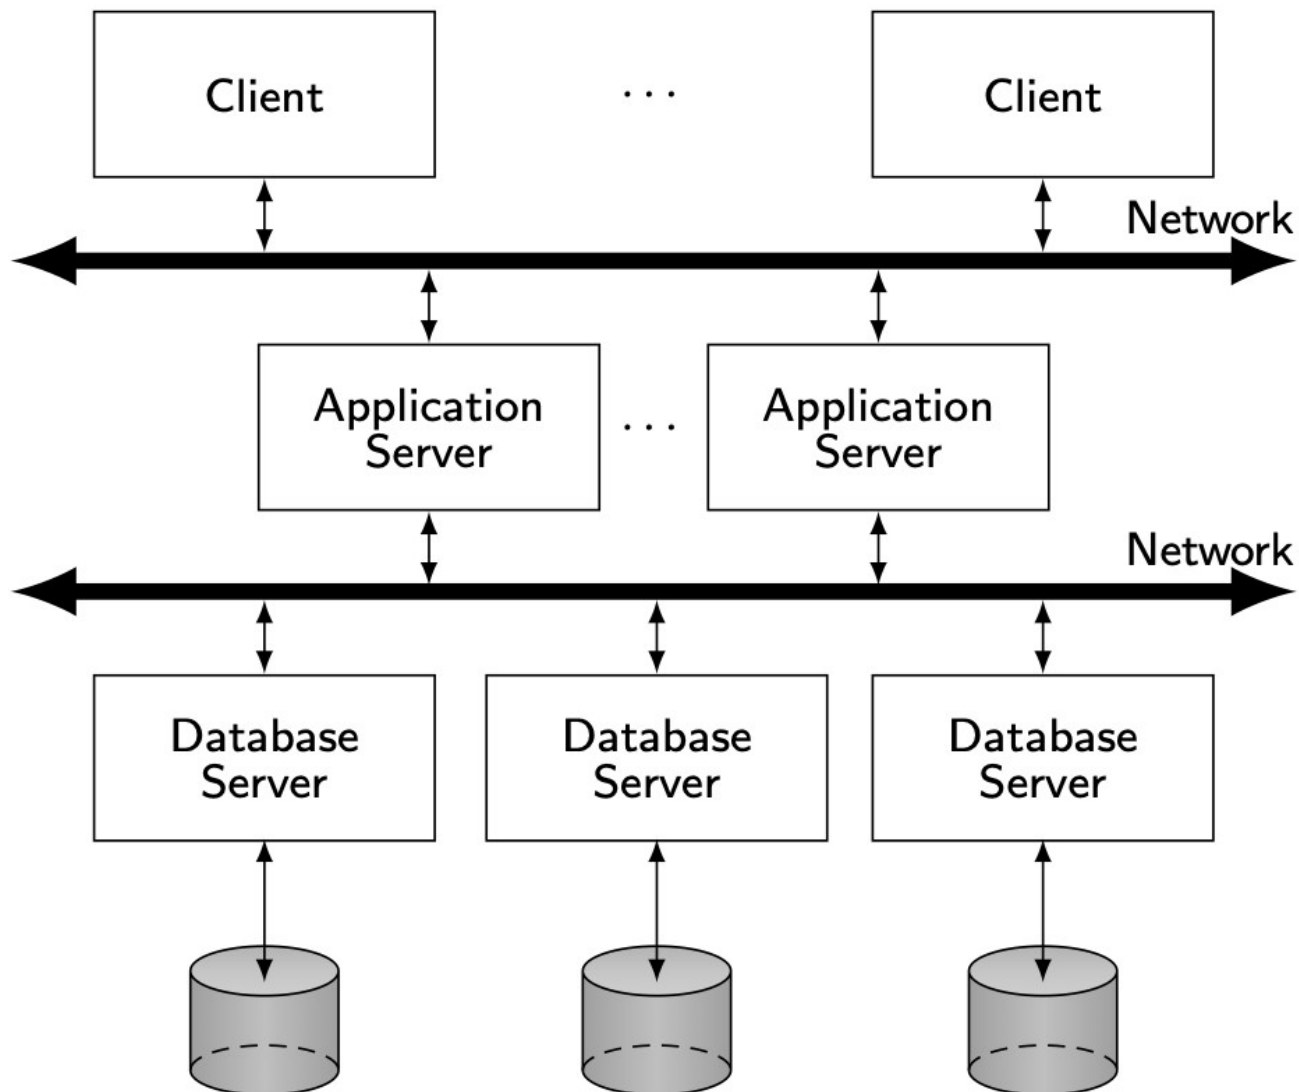 Client
. . .
Client
Network
Application
Server
. . .
Application
Server
Network
Database
Server
Database
Server
Database
Server